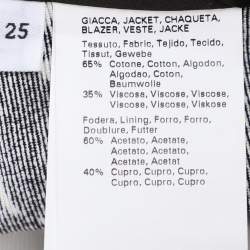 25
GIACCA, JACKET, CHAQUETA,
BLAZER, VESTE, JACKE
Tessuto, Fabric, Tejido, Tecido,
Tissut, Gewebe
65% Cotone, Cotton, Algodon,
Algodao, Coton,
Baumwolle
35% Viscosa, Viscose, Viscosa,
Viscose, Viscose, Viskose
Fodera, Lining, Forro, Forro,
Doublure, Futter
60% Acetato, Acetate,
Acetato, Acetato,
Acetate, Acetat
40% Cupro, Cupro, Cupro,
Cupro, Cupro, Cupro